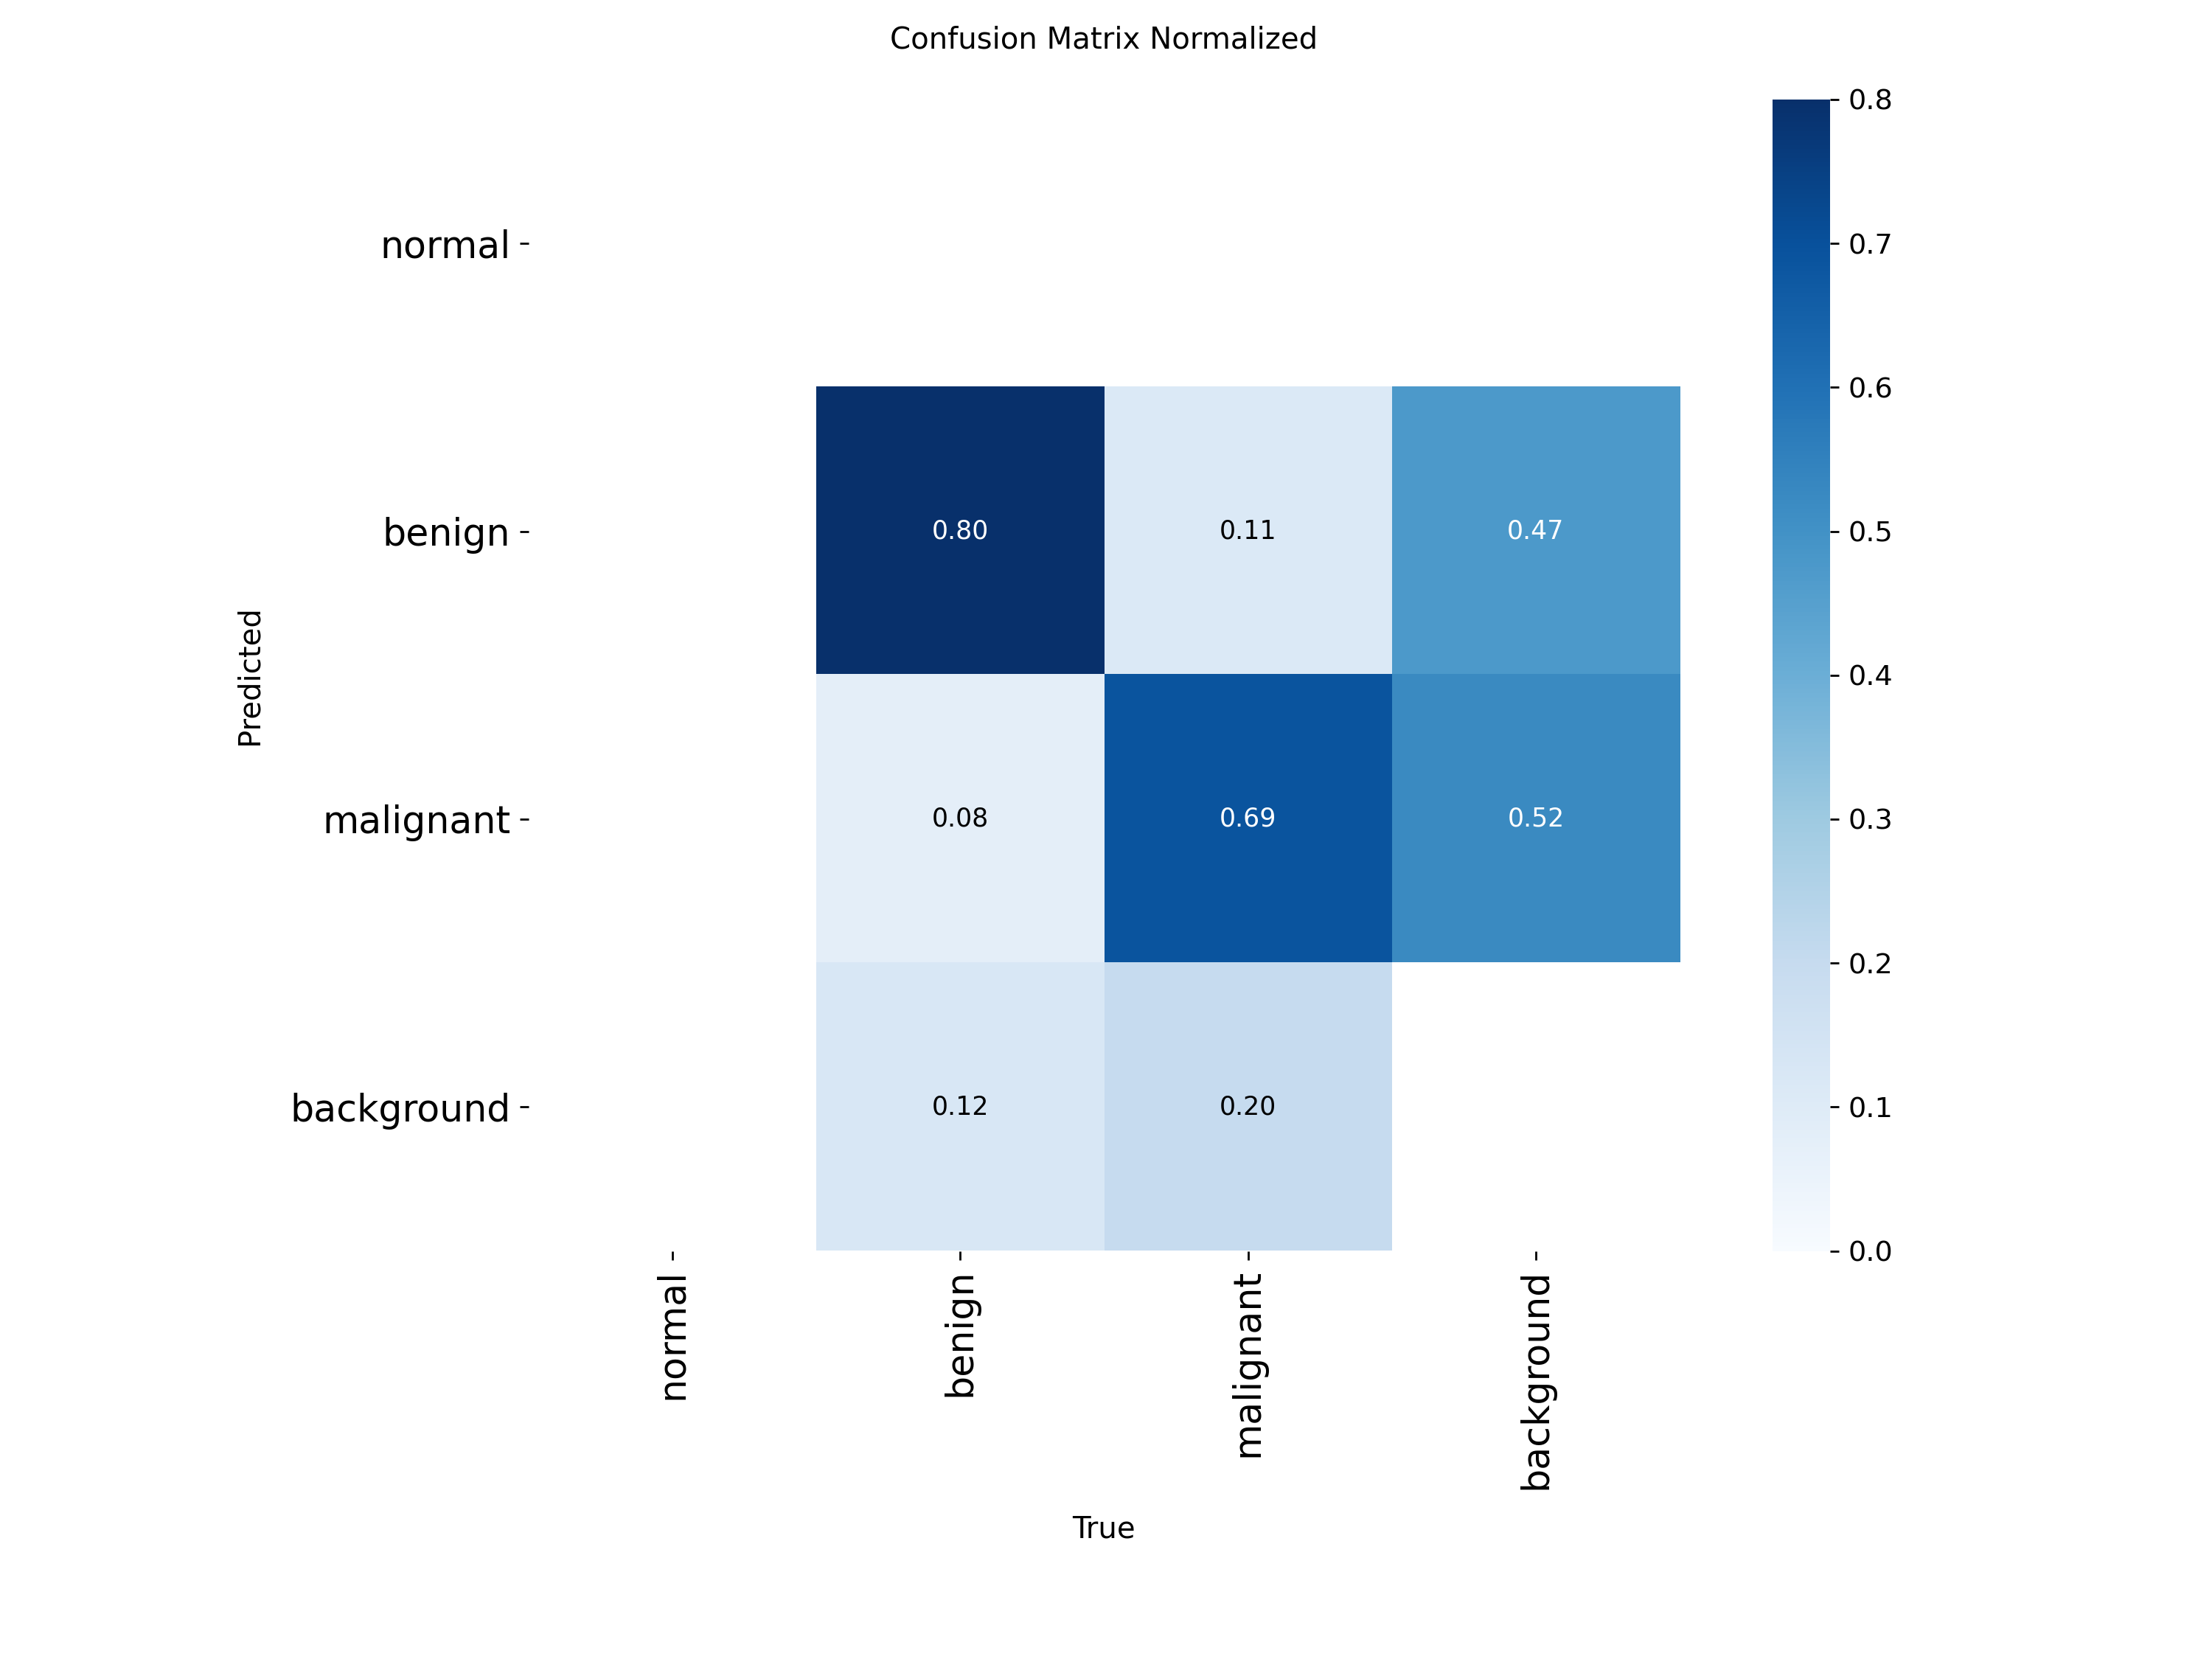 Confusion Matrix Normalized
0.8
normal
0.7
0.6
benign
0.80
0.11
0.47
0.5
Predicted
0.4
malignant
0.08
0.69
0.52
0.3
0.2
background
0.12
0.20
0.1
0.0
normal
benign
malignant
background
True